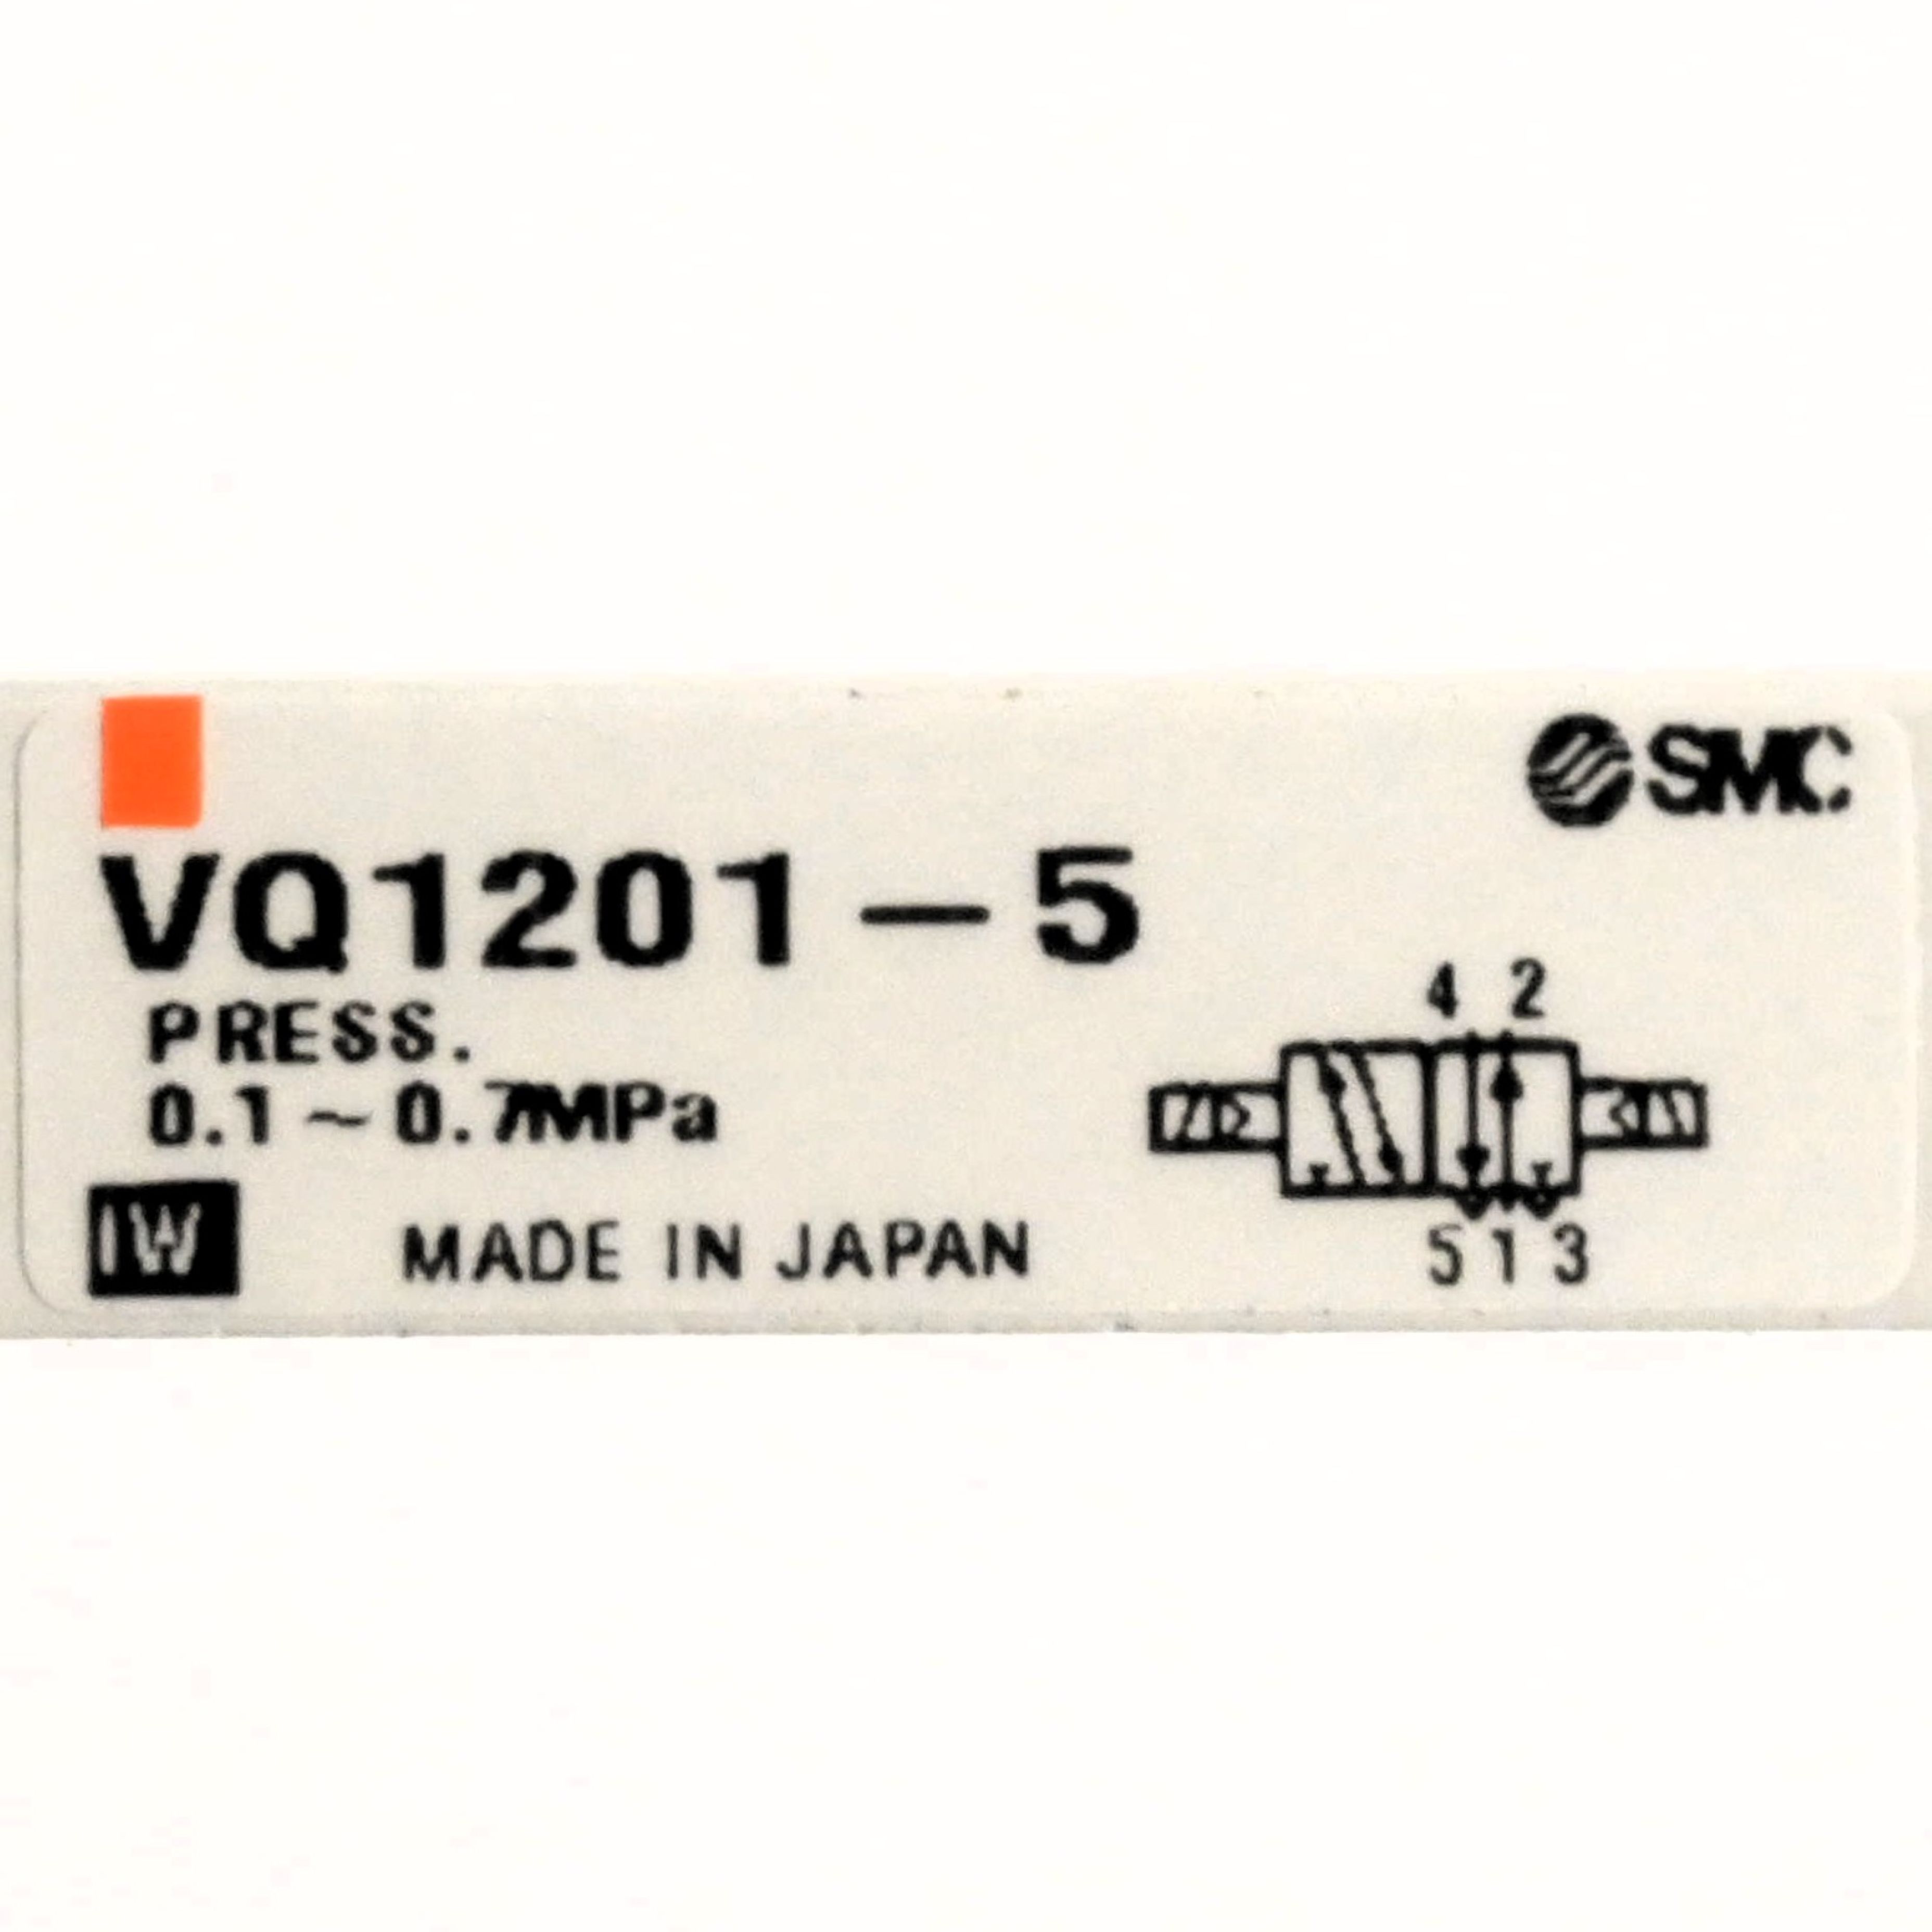 SMC
VQ1201-5
PRESS.
0.1~0.7MPa
4 2
5 1 3
IW
MADE IN JAPAN